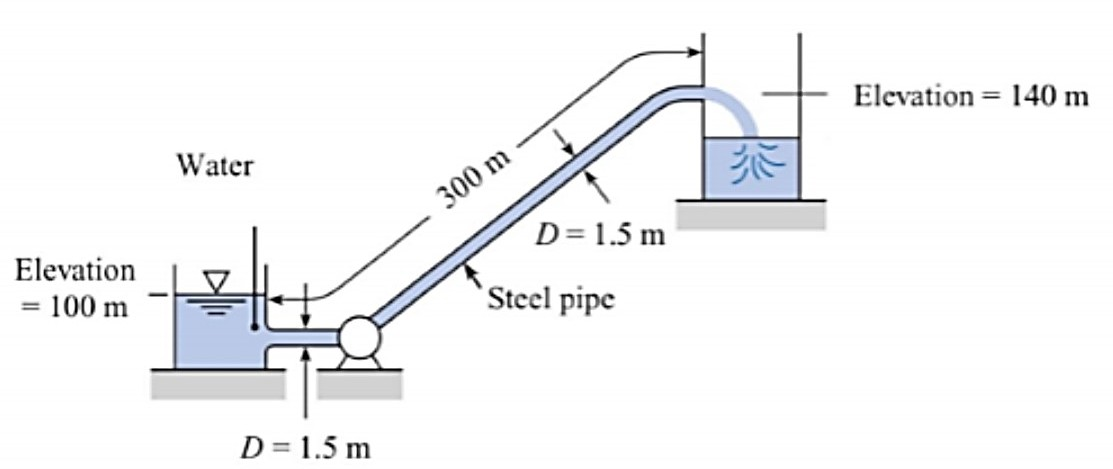 Elevation = 140 m
Water
300 m
D = 1.5 m
Elevation
= 100 m
Steel pipe
D = 1.5 m